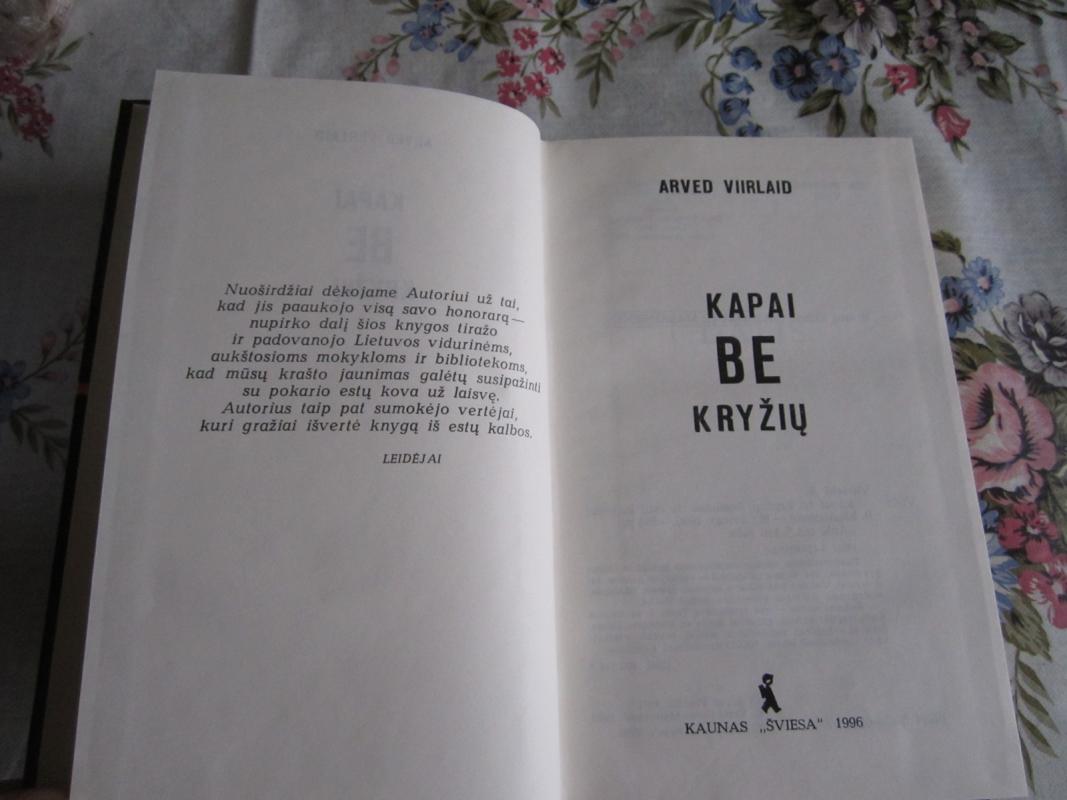 Nuoširdžiai dėkojame Autoriui už tai,
kad jis paaukojo visą savo honorarą—
nupirko dalį šios knygos tiražo
ir padovanojo Lietuvos vidurinėms,
aukštosioms mokykloms ir bibliotekoms,
kad mūsų krašto jaunimas galėtų susipažinti
su pokario estų kova už laisvę.
Autorius taip pat sumokėjo vertėjai,
kuri gražiai išvertė knygą iš estų kalbos.
LEIDĖJAI
ARVED VIIRLAID
KAPAI
BE
KRYŽIŲ
KAUNAS „ŠVIESA“ 1996